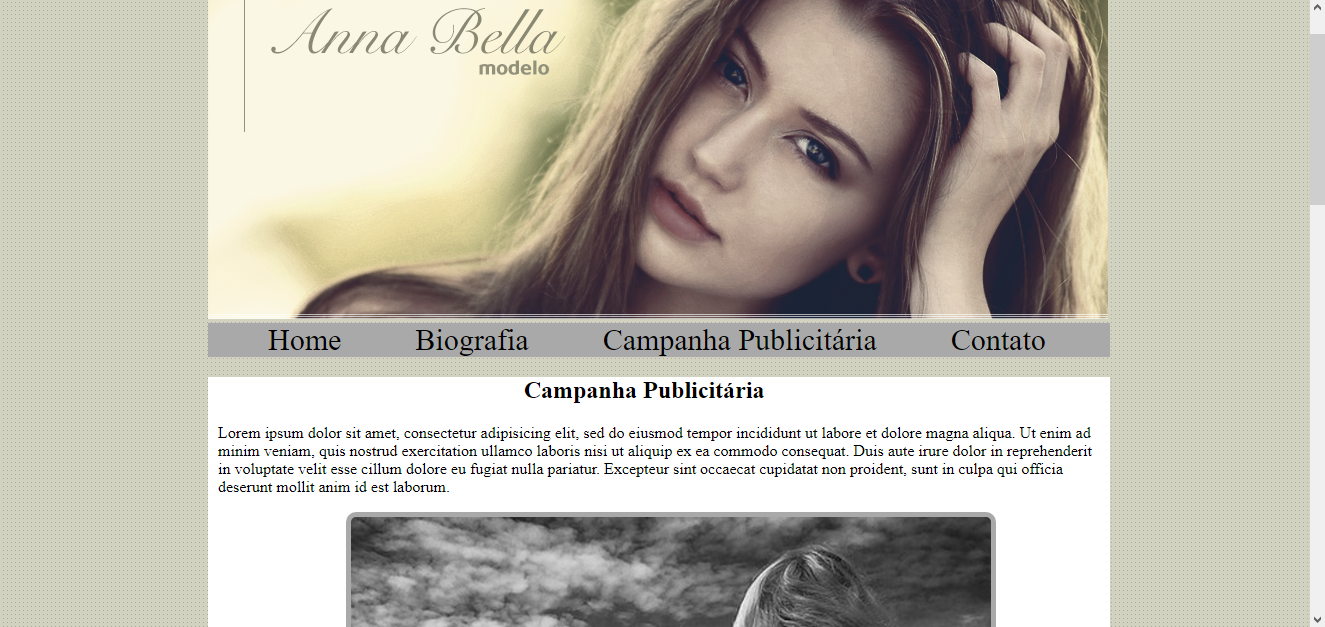 Anna Bella
modelo
Home Biografia Campanha Publicitária Contato
Campanha Publicitária
Lorem ipsum dolor sit amet, consectetur adipisicing elit, sed do eiusmod tempor incididunt ut labore et dolore magna aliqua. Ut enim ad
minim veniam, quis nostrud exercitation ullamco laboris nisi ut aliquip ex ea commodo consequat. Duis aute irure dolor in reprehenderit
in voluptate velit esse cillum dolore eu fugiat nulla pariatur. Excepteur sint occaecat cupidatat non proident, sunt in culpa qui officia
deserunt mollit anim id est laborum.